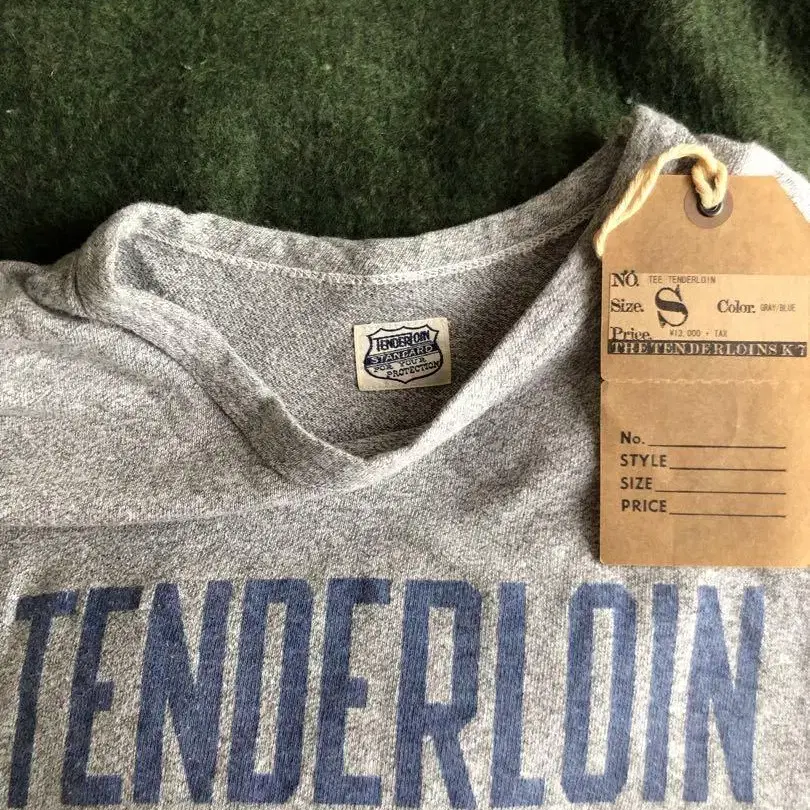 TENDERLOIN
STANDARD
FOR YOUR
PROTECTION
NO. TEE TENDERLOIN
Size. S Color. GRAY/BLUE
Price. ¥13,000 + TAX
THE TENDERLOINS K 7
No.
STYLE
SIZE
PRICE
TENDERLOIN